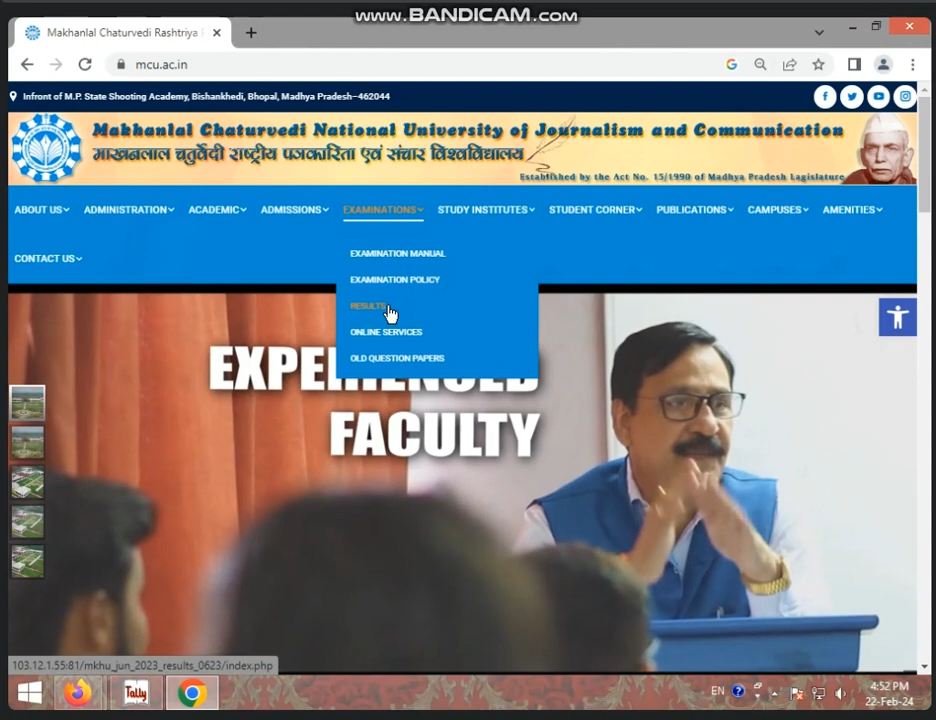 www.BANDICAM.com
Makhanlal Chaturvedi Rashtriya
mcu.ac.in
Infront of M.P. State Shooting Academy, Bishankhedi, Bhopal, Madhya Pradesh-462044
Makhanlal Chaturvedi National University of Journalism and Communication
माखनलाल चतुर्वेदी राष्ट्रीय पत्रकारिता एवं संचार विश्वविद्यालय
Established by the Act No. 15/1990 of Madhya Pradesh Legislature
ABOUT US ADMINISTRATION ACADEMIC ADMISSIONS EXAMINATIONS STUDY INSTITUTES STUDENT CORNER PUBLICATIONS CAMPUSES AMENITIES
CONTACT US
EXAMINATION MANUAL
EXAMINATION POLICY
RESULTS
ONLINE SERVICES
OLD QUESTION PAPERS
FACULTY
103.12.1.55:81/mkhu_jun_2023_results_0623/index.php
Tally
EN
4:52 PM
22-Feb-24